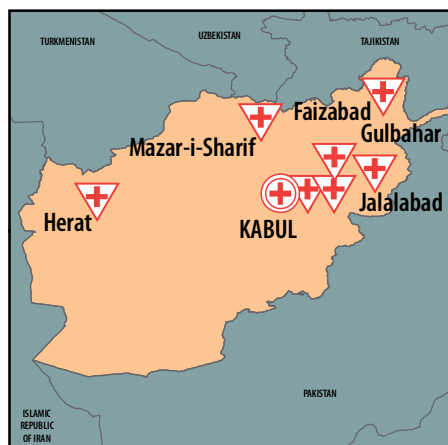 TURKMENISTAN
UZBEKISTAN
TAJIKISTAN
Faizabad
Gulbahar
Mazar-i-Sharif
Jalalabad
Herat
KABUL
PAKISTAN
ISLAMIC
REPUBLIC
OF IRAN